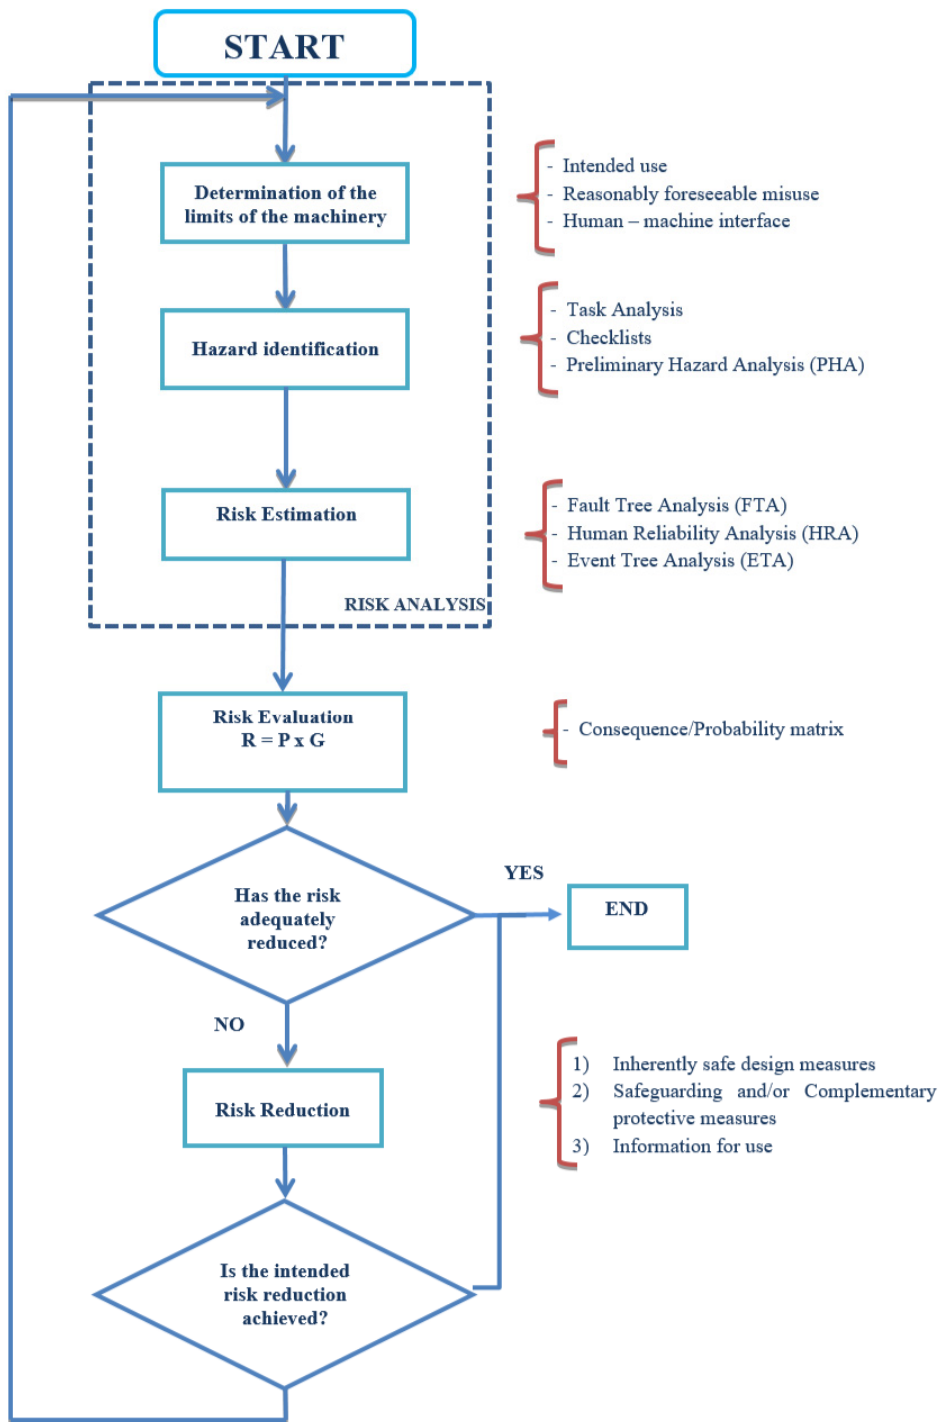 START
Determination of the
limits of the machinery
- Intended use
- Reasonably foreseeable misuse
- Human – machine interface
Hazard identification
- Task Analysis
- Checklists
- Preliminary Hazard Analysis (PHA)
Risk Estimation
- Fault Tree Analysis (FTA)
- Human Reliability Analysis (HRA)
- Event Tree Analysis (ETA)
RISK ANALYSIS
Risk Evaluation
R = P x G
- Consequence/Probability matrix
Has the risk
adequately
reduced?
YES
END
NO
Risk Reduction
1) Inherently safe design measures
2) Safeguarding and/or Complementary
protective measures
3) Information for use
Is the intended
risk reduction
achieved?